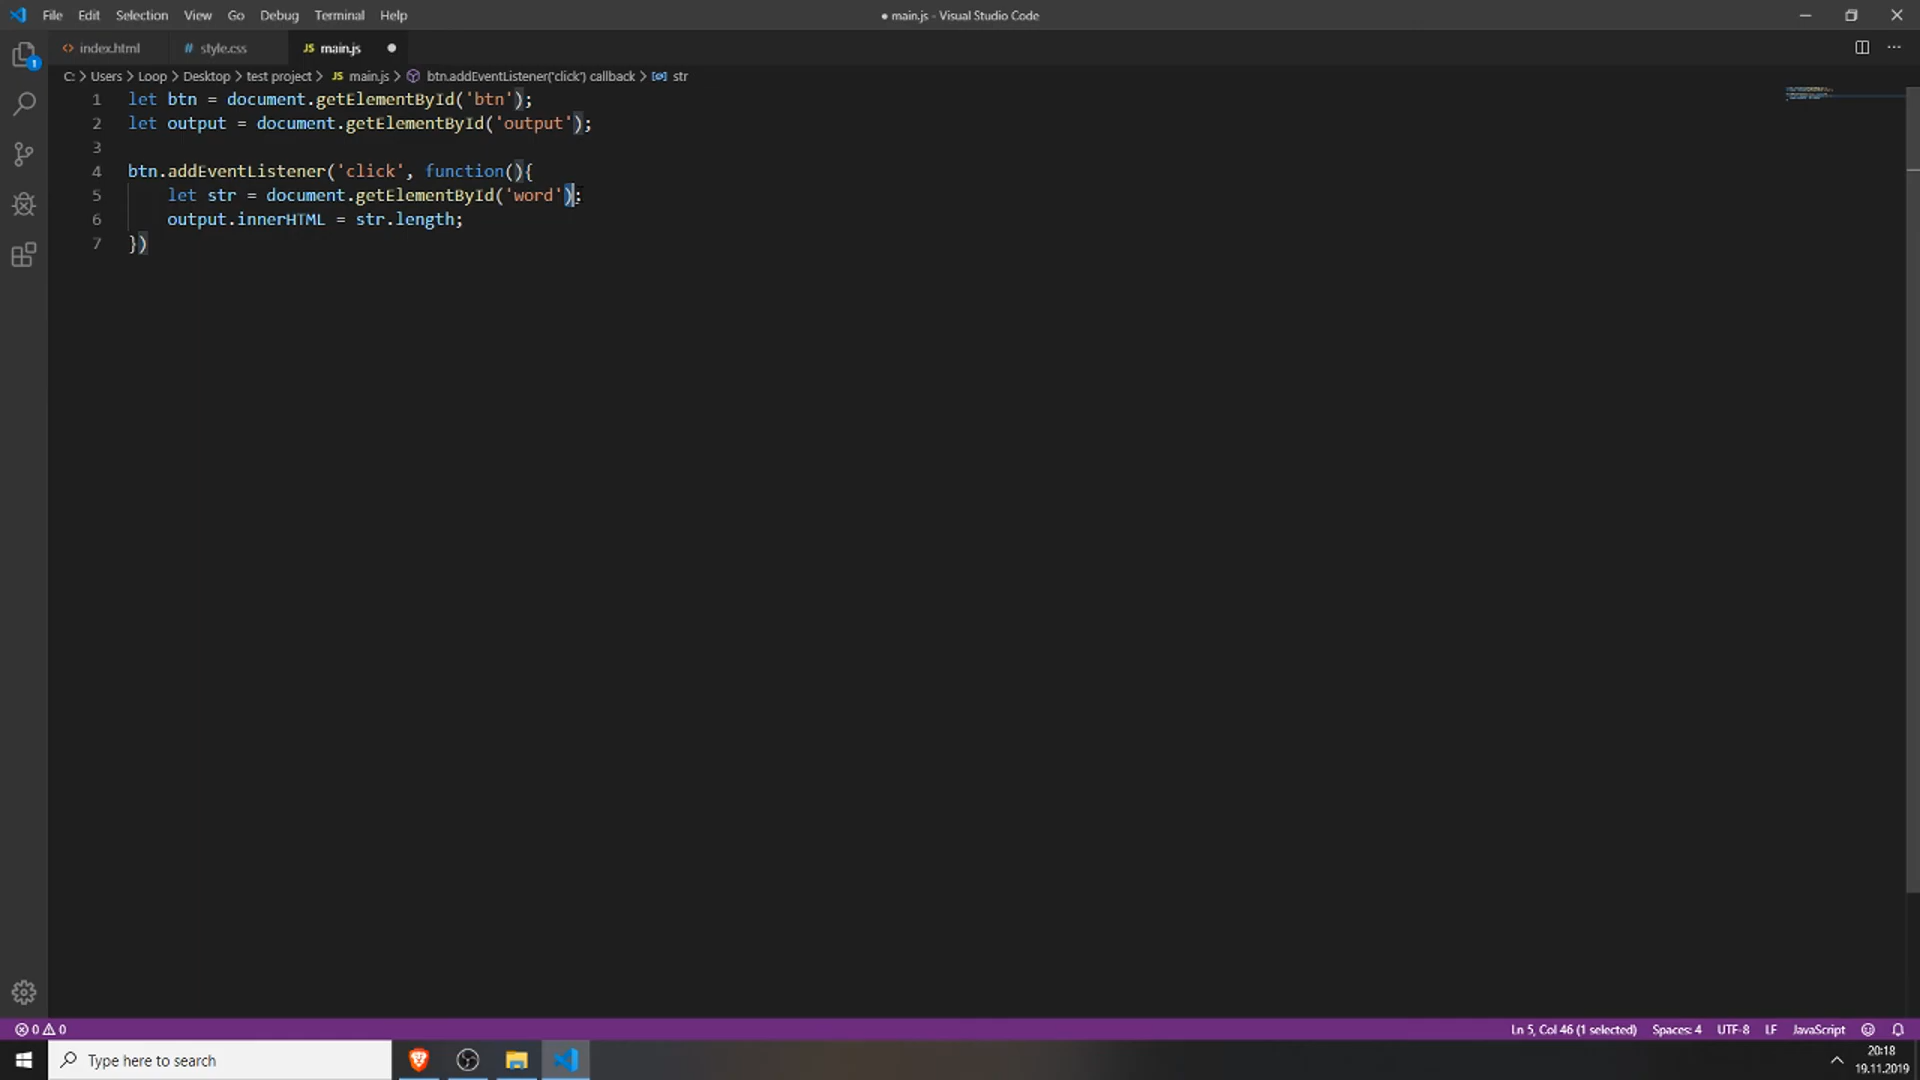 File Edit Selection View Go Debug Terminal Help
● main.js - Visual Studio Code
index.html
style.css
JS main.js
C: > Users > Loop > Desktop > test project > JS main.js > btn.addEventListener('click') callback > str
1 let btn = document.getElementById('btn');
2 let output = document.getElementById('output');
3
4 btn.addEventListener('click', function(){
5 let str = document.getElementById('word');
6 output.innerHTML = str.length;
7 })
1
0 0
Ln 5, Col 46 (1 selected) Spaces: 4 UTF-8 LF JavaScript
Type here to search
20:18
19.11.2019